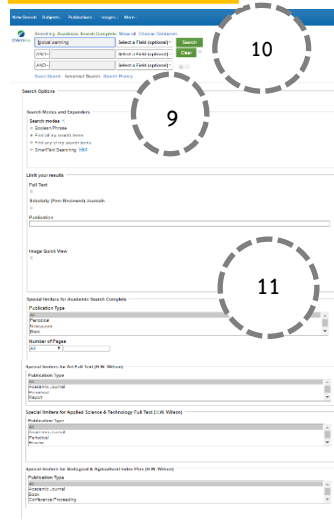 New Search Subjects Publications Images More
Searching: Academic Search Complete Show all Choose Databases
global warming Select a Field (optional) Search
AND Select a Field (optional) Clear
AND Select a Field (optional)
Basic Search Advanced Search Search History
10
9
Search Options
Search Modes and Expanders
Search modes
Boolean/Phrase
Find all my search terms
Find any of my search terms
SmartText Searching Hint
Limit your results
Full Text
Scholarly (Peer Reviewed) Journals
Publication
Image Quick View
11
Special limiters for Academic Search Complete
Publication Type
All
Periodical
Newspaper
Book
Number of Pages
All
Special limiters for Art Full Text (H.W. Wilson)
Publication Type
All
Academic Journal
Periodical
Report
Special limiters for Applied Science & Technology Full Text (H.W. Wilson)
Publication Type
All
Academic Journal
Periodical
Special limiters for Biological & Agricultural Index Plus (H.W. Wilson)
Publication Type
All
Academic Journal
Book
Conference Proceeding